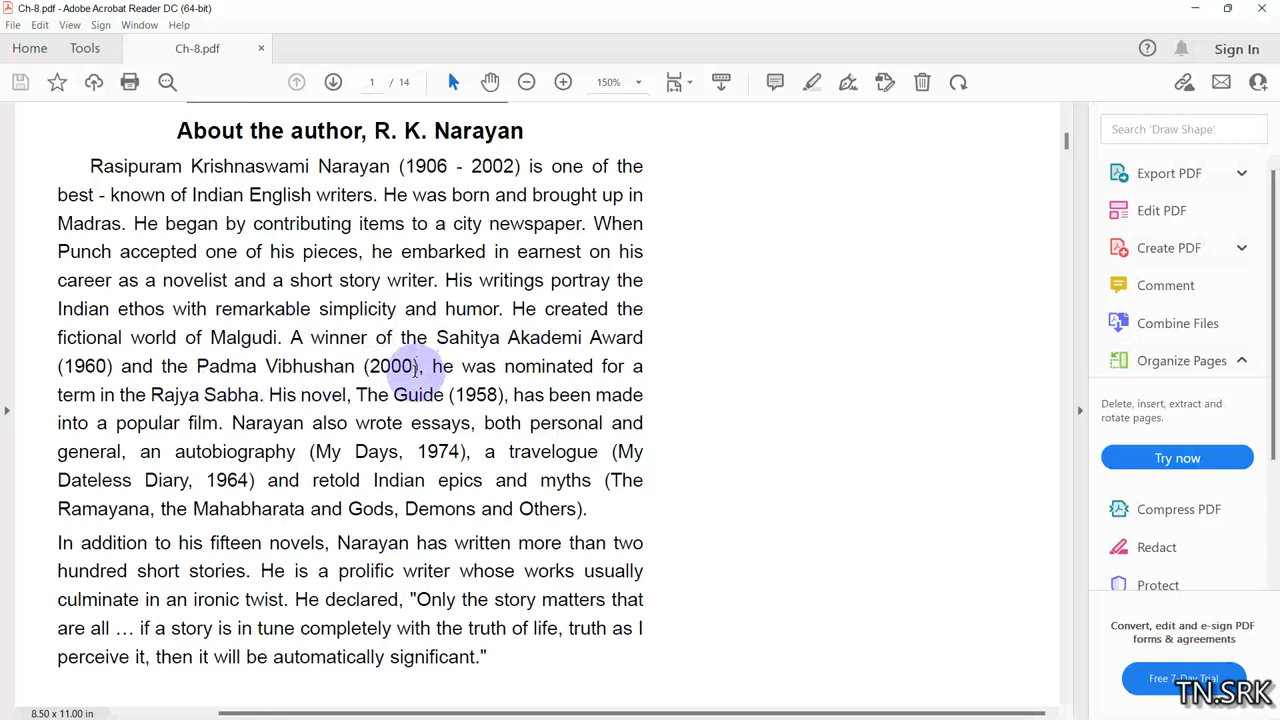 Ch-8.pdf - Adobe Acrobat Reader DC (64-bit)
File Edit View Sign Window Help
Home Tools Ch-8.pdf × Sign In
1 / 14 150%
About the author, R. K. Narayan
Rasipuram Krishnaswami Narayan (1906 - 2002) is one of the
best - known of Indian English writers. He was born and brought up in
Madras. He began by contributing items to a city newspaper. When
Punch accepted one of his pieces, he embarked in earnest on his
career as a novelist and a short story writer. His writings portray the
Indian ethos with remarkable simplicity and humor. He created the
fictional world of Malgudi. A winner of the Sahitya Akademi Award
(1960) and the Padma Vibhushan (2000), he was nominated for a
term in the Rajya Sabha. His novel, The Guide (1958), has been made
into a popular film. Narayan also wrote essays, both personal and
general, an autobiography (My Days, 1974), a travelogue (My
Dateless Diary, 1964) and retold Indian epics and myths (The
Ramayana, the Mahabharata and Gods, Demons and Others).
In addition to his fifteen novels, Narayan has written more than two
hundred short stories. He is a prolific writer whose works usually
culminate in an ironic twist. He declared, "Only the story matters that
are all … if a story is in tune completely with the truth of life, truth as I
perceive it, then it will be automatically significant."
8.50 x 11.00 in
Search 'Draw Shape'
Export PDF
Edit PDF
Create PDF
Comment
Combine Files
Organize Pages
Delete, insert, extract and
rotate pages.
Try now
Compress PDF
Redact
Protect
Convert, edit and e-sign PDF
forms & agreements
Free 7-Day Trial
TN.SRK